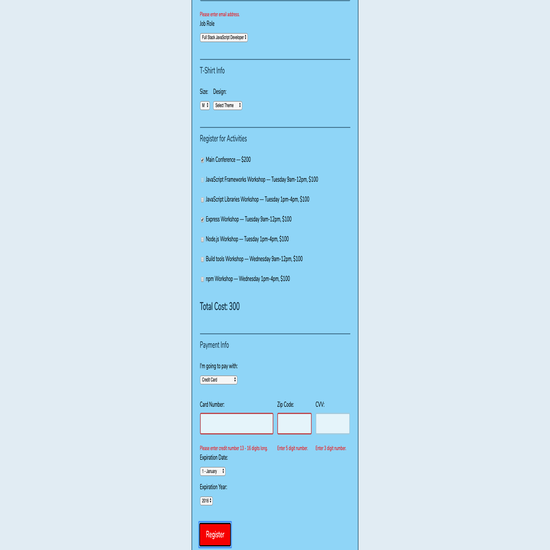 Please enter email address.
Job Role
Full Stack JavaScript Developer
T-Shirt Info
Size: Design:
M Select Theme
Register for Activities
Main Conference — $200
JavaScript Frameworks Workshop — Tuesday 9am-12pm, $100
JavaScript Libraries Workshop — Tuesday 1pm-4pm, $100
Express Workshop — Tuesday 9am-12pm, $100
Node.js Workshop — Tuesday 1pm-4pm, $100
Build tools Workshop — Wednesday 9am-12pm, $100
npm Workshop — Wednesday 1pm-4pm, $100
Total Cost: 300
Payment Info
I'm going to pay with:
Credit Card
Card Number: Zip Code: CVV:
Please enter credit number 13 - 16 digits long. Enter 5 digit number. Enter 3 digit number.
Expiration Date:
1 - January
Expiration Year:
2016
Register